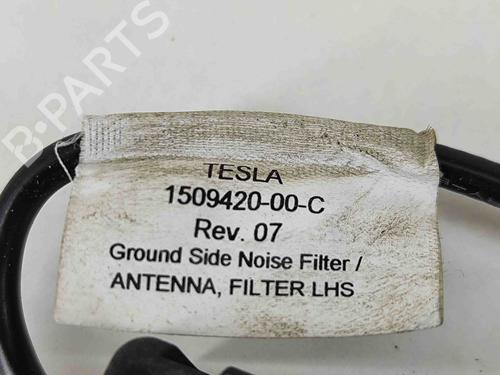 B-PARTS
TESLA
1509420-00-C
Rev. 07
Ground Side Noise Filter /
ANTENNA, FILTER LHS